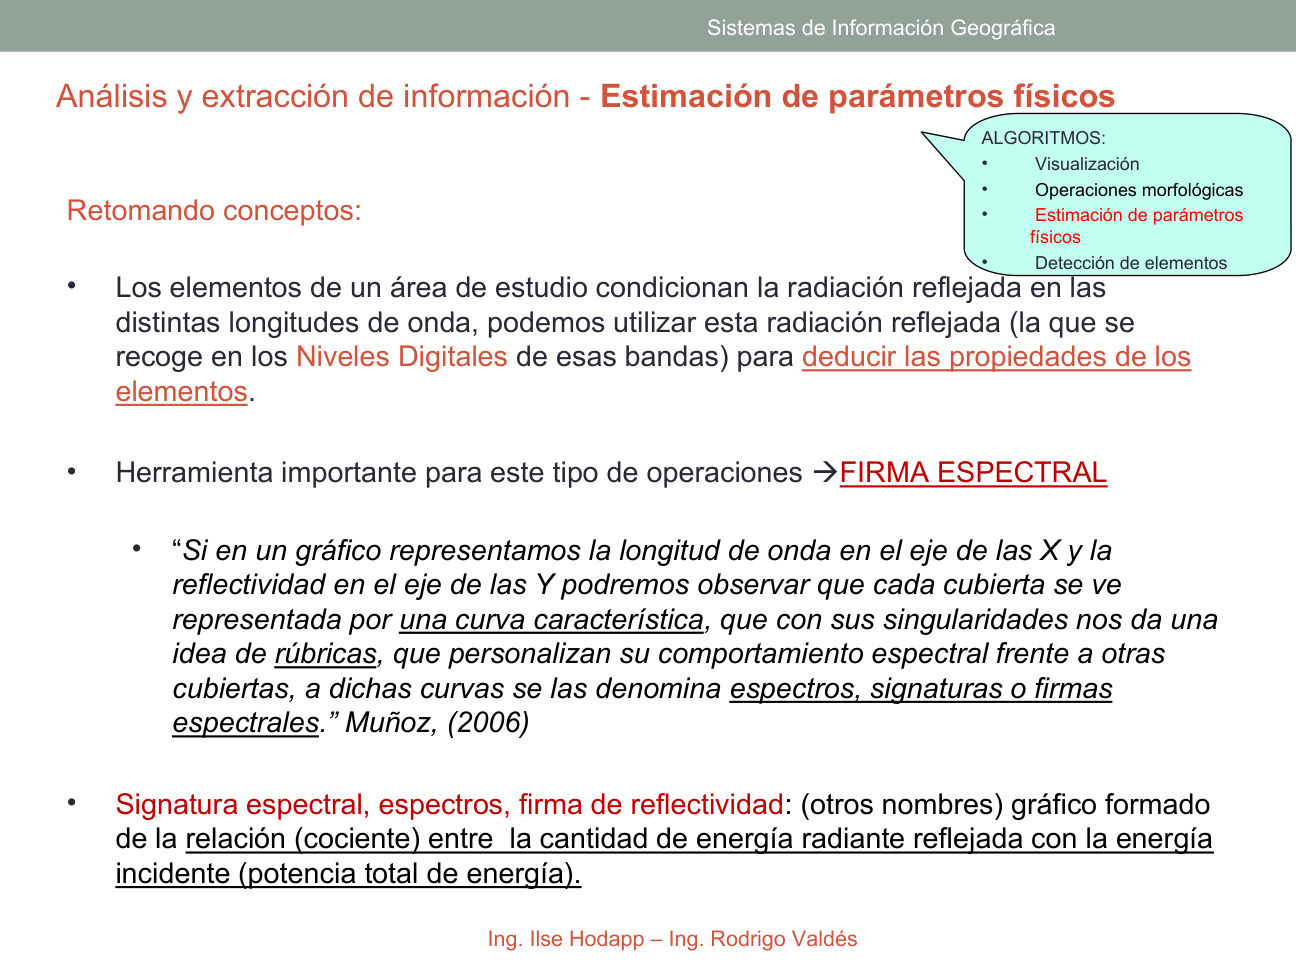 Sistemas de Información Geográfica
Análisis y extracción de información - Estimación de parámetros físicos
ALGORITMOS:
• Visualización
• Operaciones morfológicas
• Estimación de parámetros
físicos
• Detección de elementos
Retomando conceptos:
• Los elementos de un área de estudio condicionan la radiación reflejada en las
distintas longitudes de onda, podemos utilizar esta radiación reflejada (la que se
recoge en los Niveles Digitales de esas bandas) para deducir las propiedades de los
elementos.
• Herramienta importante para este tipo de operaciones →FIRMA ESPECTRAL
• “Si en un gráfico representamos la longitud de onda en el eje de las X y la
reflectividad en el eje de las Y podremos observar que cada cubierta se ve
representada por una curva característica, que con sus singularidades nos da una
idea de rúbricas, que personalizan su comportamiento espectral frente a otras
cubiertas, a dichas curvas se las denomina espectros, signaturas o firmas
espectrales.” Muñoz, (2006)
• Signatura espectral, espectros, firma de reflectividad: (otros nombres) gráfico formado
de la relación (cociente) entre  la cantidad de energía radiante reflejada con la energía
incidente (potencia total de energía).
Ing. Ilse Hodapp – Ing. Rodrigo Valdés